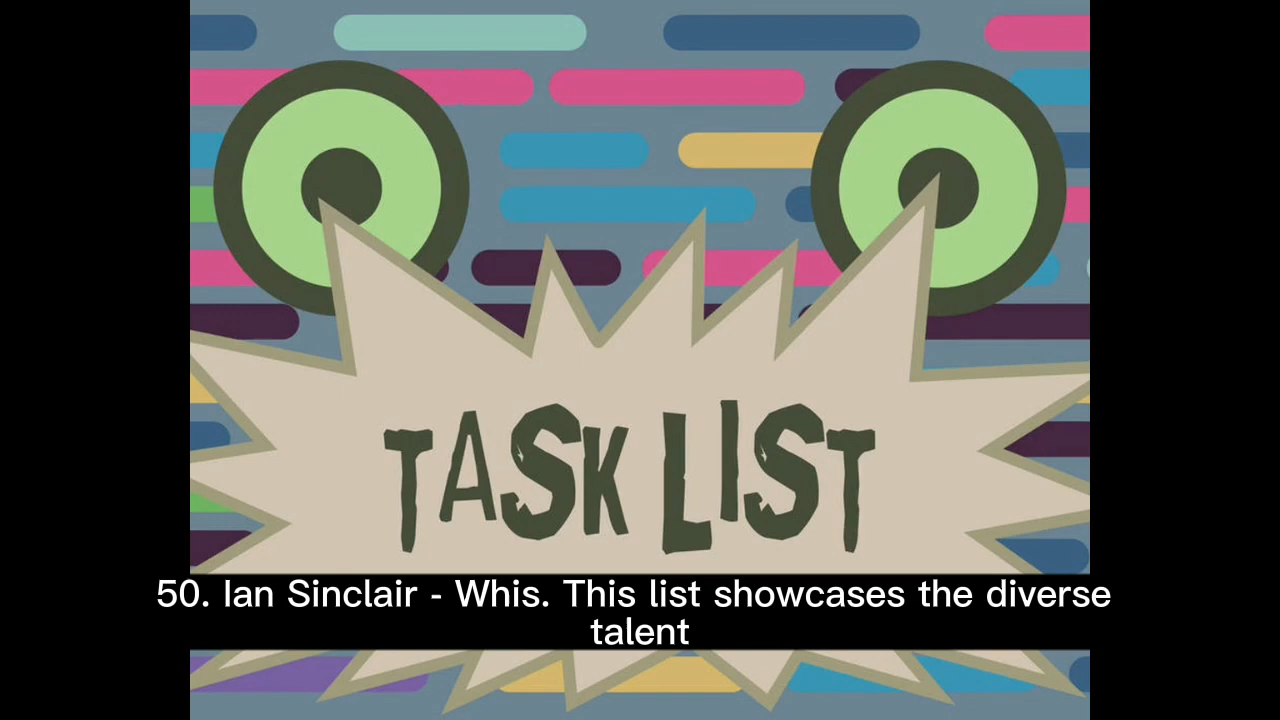 TASK LIST
50. Ian Sinclair - Whis. This list showcases the diverse
talent